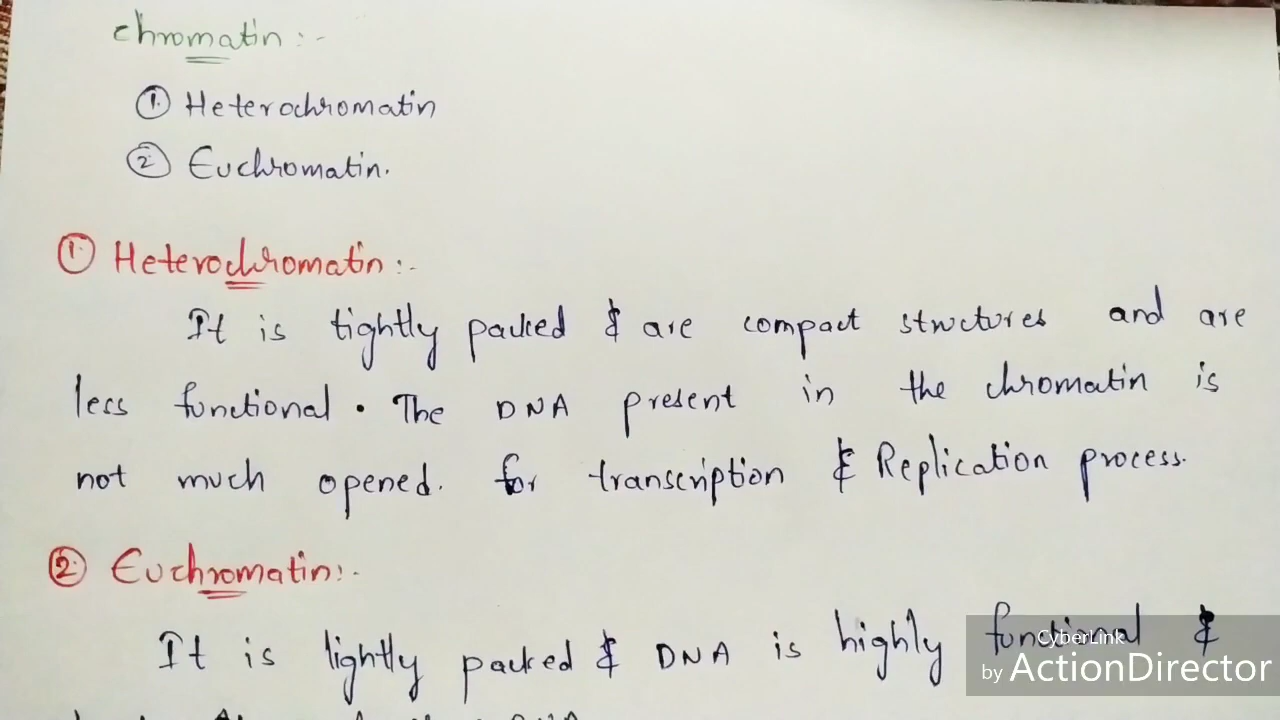 chromatin :-
① Heterochromatin
② Euchromatin.
① Heterochromatin :-
It is tightly packed & are compact structures and are
less functional . The DNA present in the chromatin is
not much opened. for transcription & Replication process.
② Euchromatin :-
It is lightly packed & DNA is highly functional &
CyberLink
by ActionDirector